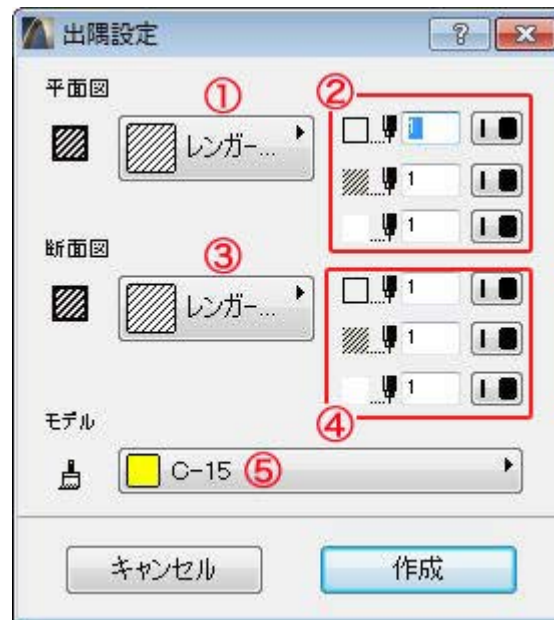 出隅設定
平面図
① ②
レンガー... 1
1
1
断面図
③
レンガー... 1
1
1
④
モデル
C-15 ⑤
キャンセル 作成